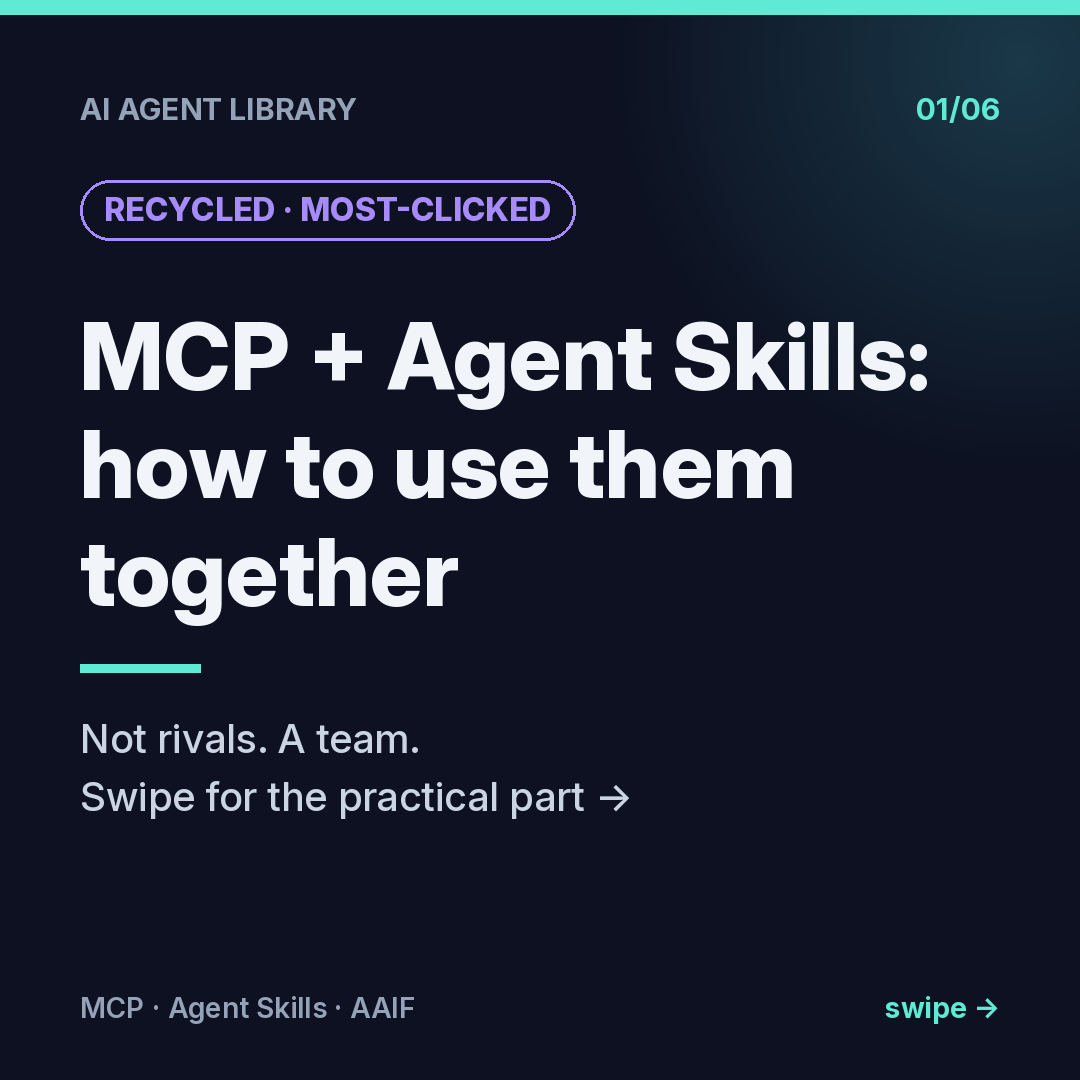 AI AGENT LIBRARY
01/06
RECYCLED · MOST-CLICKED
MCP + Agent Skills:
how to use them
together
Not rivals. A team.
Swipe for the practical part →
MCP · Agent Skills · AAIF
swipe →